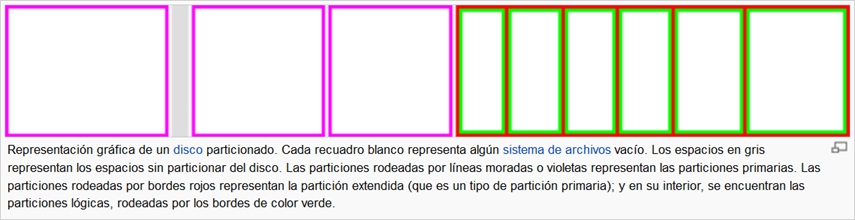 Representación gráfica de un disco particionado. Cada recuadro blanco representa algún sistema de archivos vacío. Los espacios en gris
representan los espacios sin particionar del disco. Las particiones rodeadas por líneas moradas o violetas representan las particiones primarias. Las
particiones rodeadas por bordes rojos representan la partición extendida (que es un tipo de partición primaria); y en su interior, se encuentran las
particiones lógicas, rodeadas por los bordes de color verde.